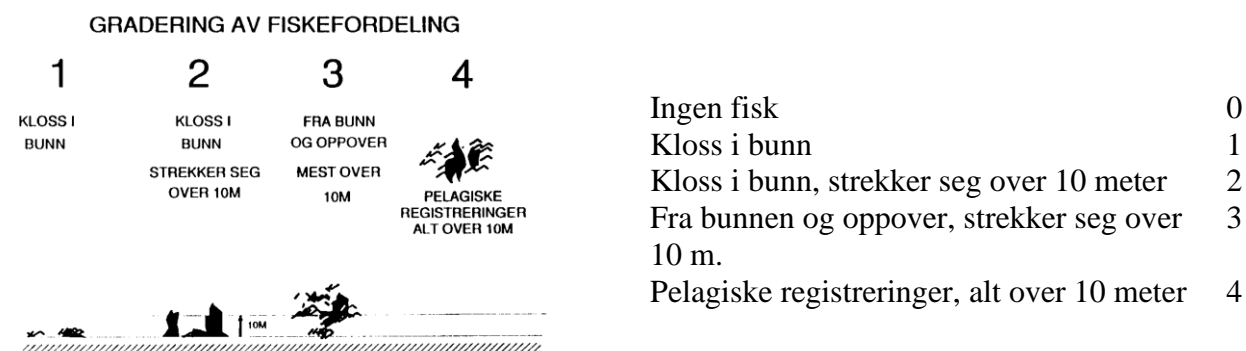 GRADERING AV FISKEFORDELING
1
KLOSS I
BUNN
2
KLOSS I
BUNN
STREKKER SEG
OVER 10M
3
FRA BUNN
OG OPPOVER
MEST OVER
10M
4
PELAGISKE
REGISTRERINGER
ALT OVER 10M
10M
Ingen fisk 0
Kloss i bunn 1
Kloss i bunn, strekker seg over 10 meter 2
Fra bunnen og oppover, strekker seg over 3
10 m.
Pelagiske registreringer, alt over 10 meter 4